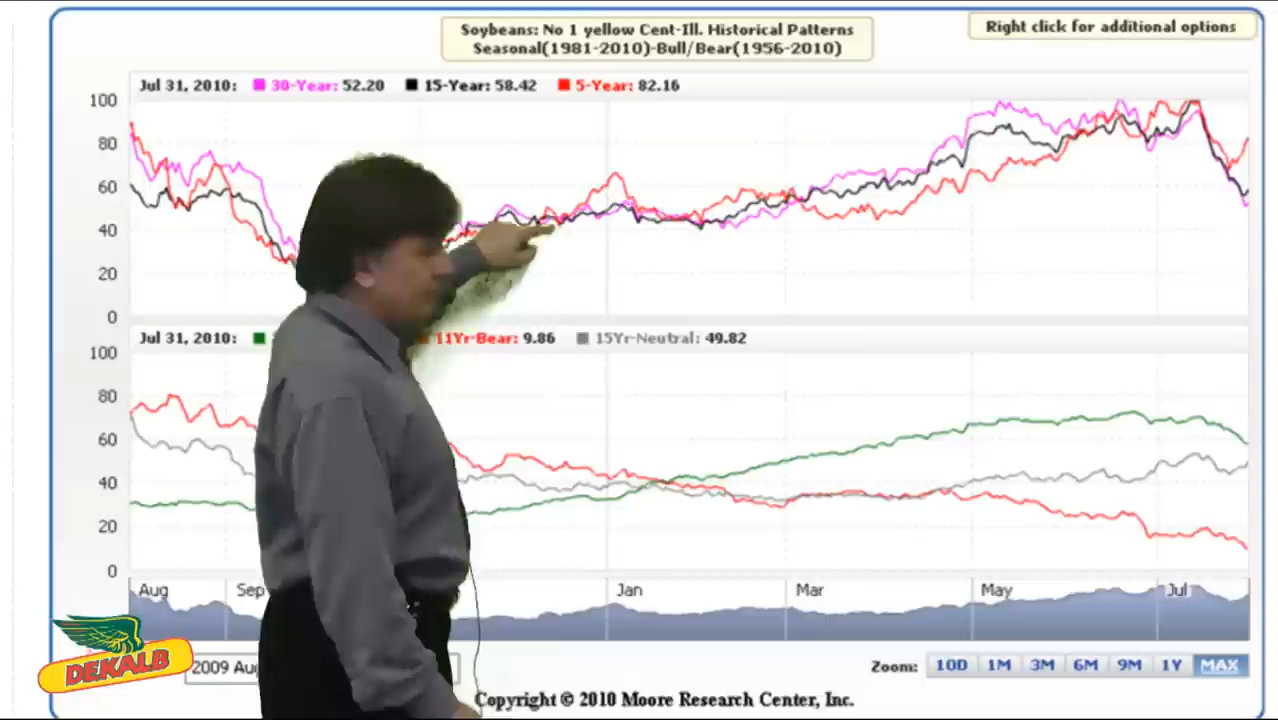 Soybeans: No 1 yellow Cent-Ill. Historical Patterns
Seasonal(1981-2010)-Bull/Bear(1956-2010)
Right click for additional options
Jul 31, 2010: 30-Year: 52.20 15-Year: 58.42 5-Year: 82.16
100
80
60
40
20
0
Jul 31, 2010: 11Yr-Bear: 9.86 15Yr-Neutral: 49.82
100
80
60
40
20
0
Aug Sep Jan Mar May Jul
DEKALB
2009 Aug
Zoom: 10D 1M 3M 6M 9M 1Y MAX
Copyright © 2010 Moore Research Center, Inc.